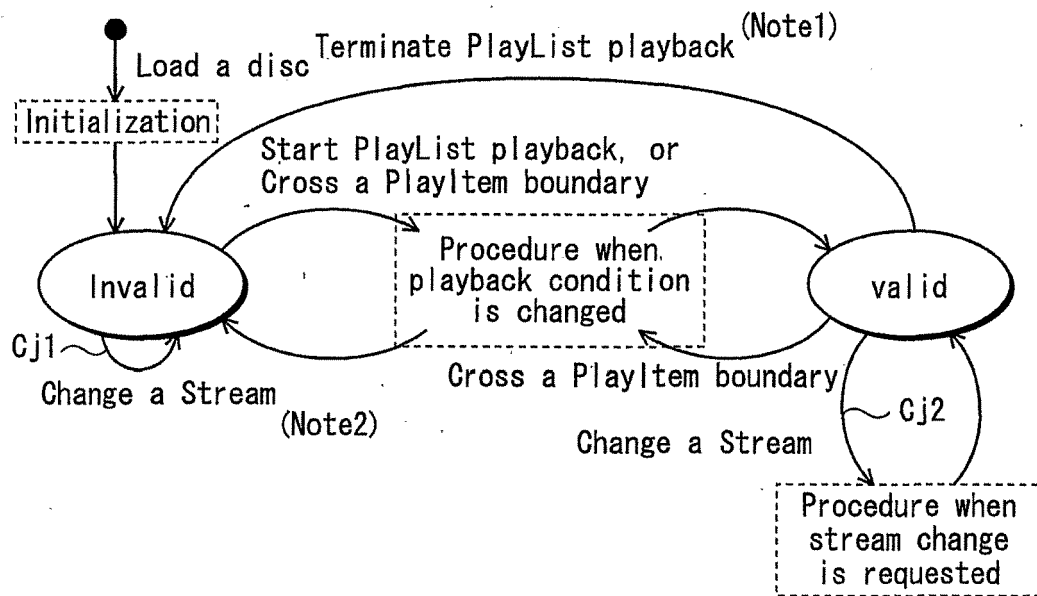 Terminate PlayList playback (Note1)
Load a disc
Initialization
Start PlayList playback, or
Cross a PlayItem boundary
Procedure when
playback condition
is changed
Invalid
valid
Cj1
Change a Stream
(Note2)
Cross a PlayItem boundary
Cj2
Change a Stream
Procedure when
stream change
is requested